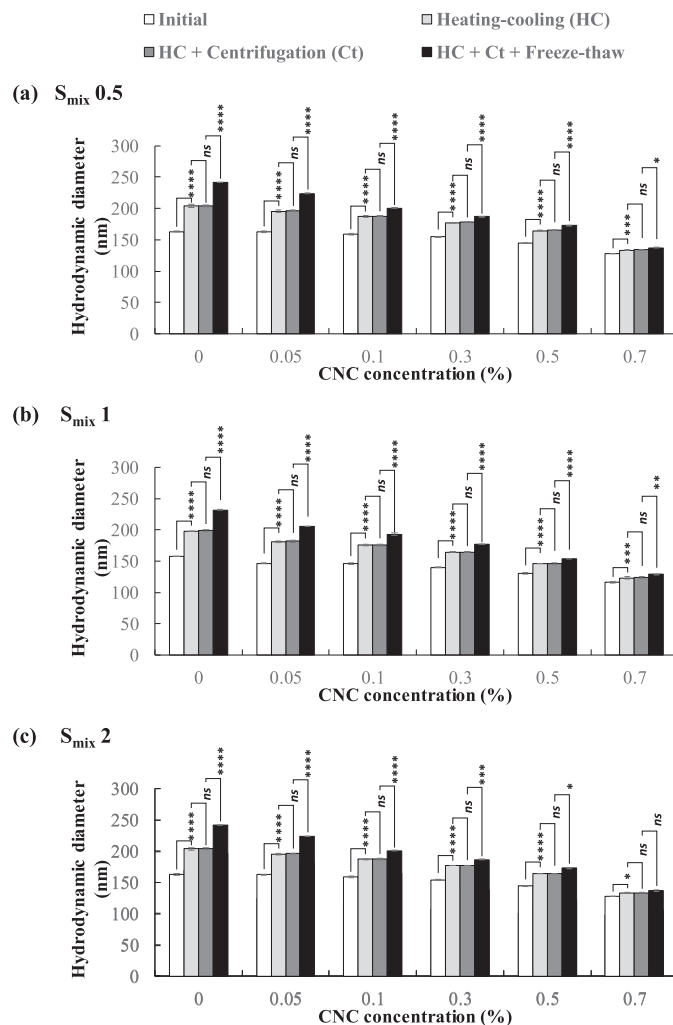 Initial
Heating-cooling (HC)
HC + Centrifugation (Ct)
HC + Ct + Freeze-thaw
(a) Smix 0.5
Hydrodynamic diameter
(nm)
300
250
200
150
100
50
0
**** ns ****
**** ns ****
**** ns ****
**** ns ****
**** ns ****
*** ns *
0 0.05 0.1 0.3 0.5 0.7
CNC concentration (%)
(b) Smix 1
Hydrodynamic diameter
(nm)
300
250
200
150
100
50
0
**** ns ****
**** ns ****
**** ns ****
**** ns ****
**** ns ****
*** ns **
0 0.05 0.1 0.3 0.5 0.7
CNC concentration (%)
(c) Smix 2
Hydrodynamic diameter
(nm)
300
250
200
150
100
50
0
**** ns ****
**** ns ****
**** ns ****
**** ns ***
**** ns *
* ns ns
0 0.05 0.1 0.3 0.5 0.7
CNC concentration (%)